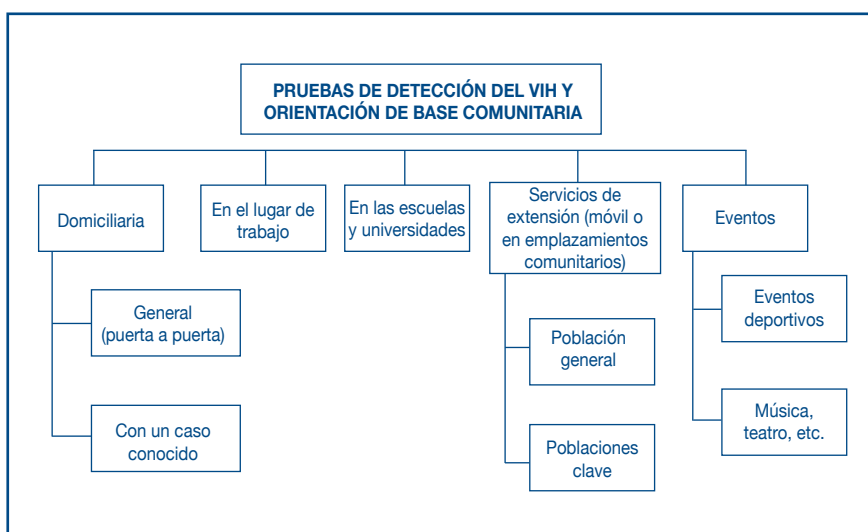 PRUEBAS DE DETECCIÓN DEL VIH Y
ORIENTACIÓN DE BASE COMUNITARIA
Domiciliaria
En el lugar de
trabajo
En las escuelas
y universidades
Servicios de
extensión (móvil o
en emplazamientos
comunitarios)
Eventos
General
(puerta a puerta)
Con un caso
conocido
Población
general
Poblaciones
clave
Eventos
deportivos
Música,
teatro, etc.